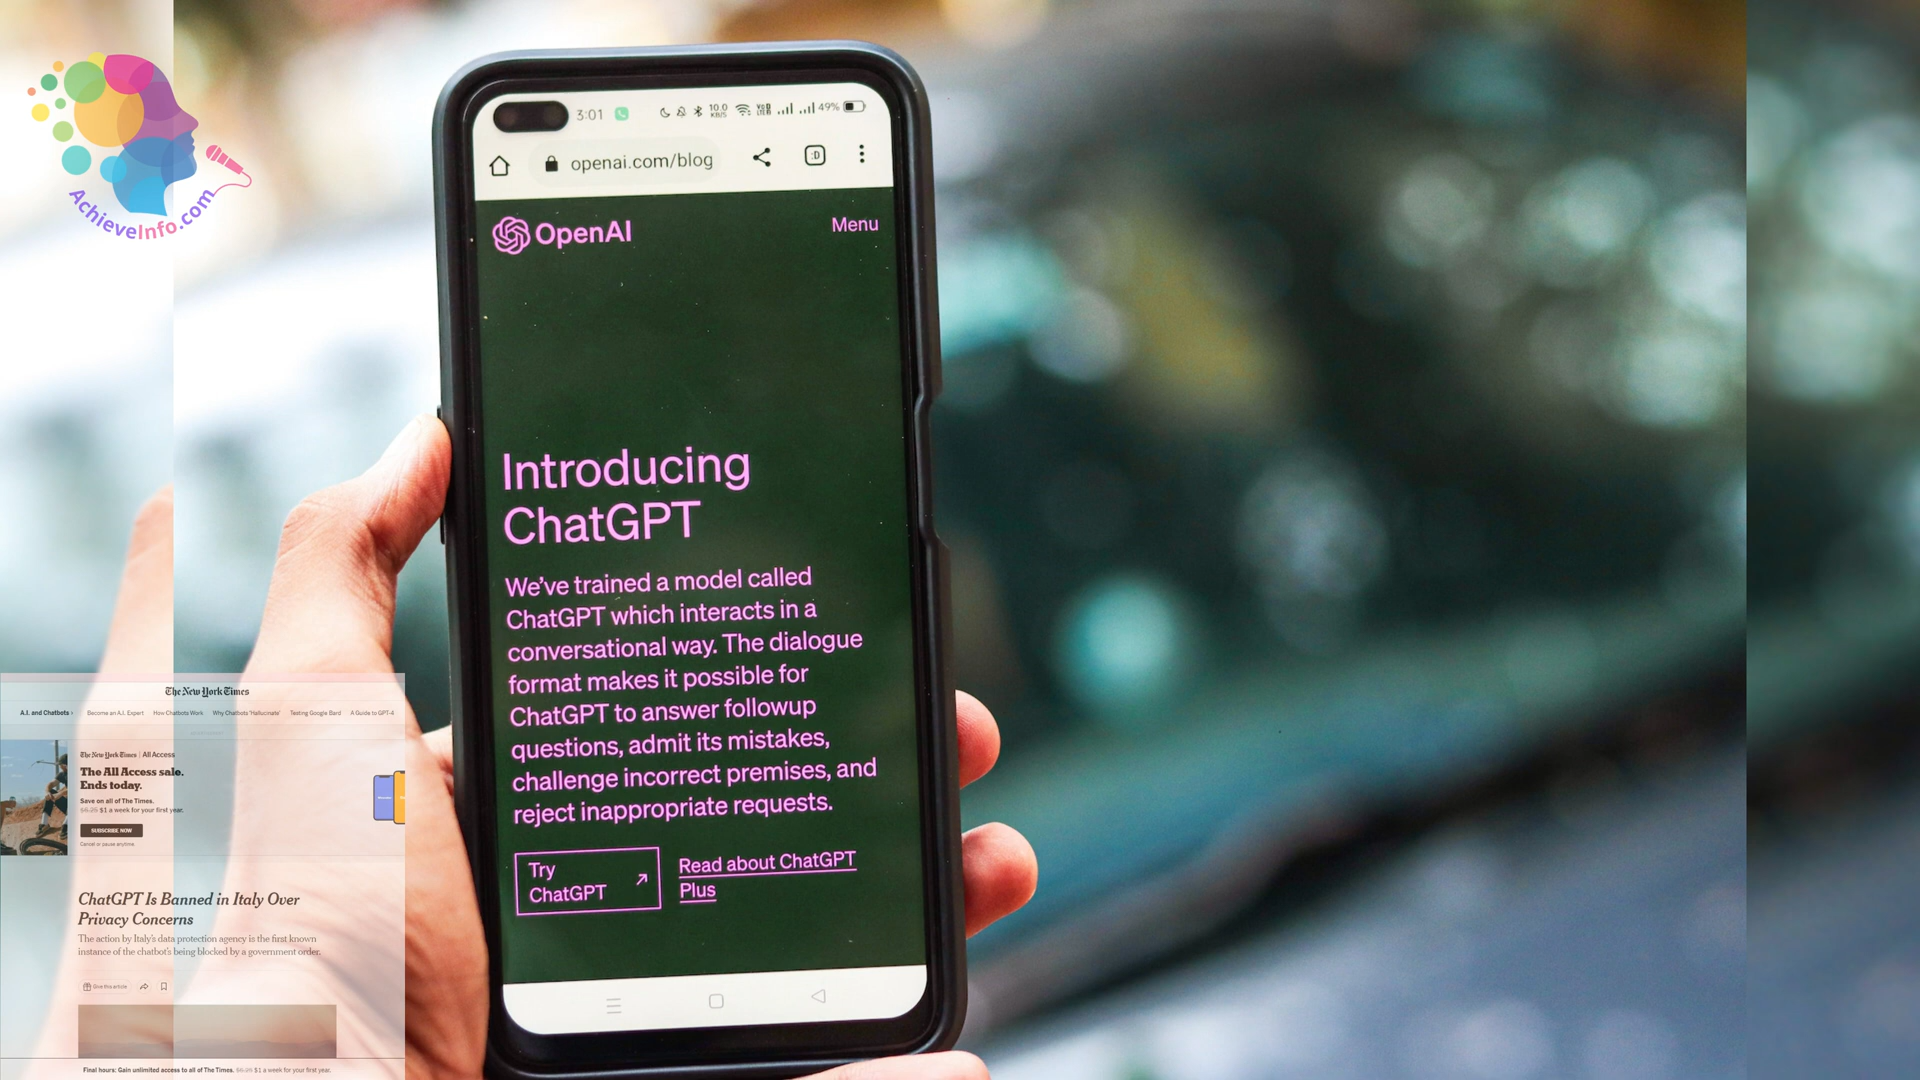 AchieveInfo.com
3:01
10.0
KB/S
49%
openai.com/blog
:D
OpenAI
Menu
Introducing
ChatGPT
We've trained a model called
ChatGPT which interacts in a
conversational way. The dialogue
format makes it possible for
ChatGPT to answer followup
questions, admit its mistakes,
challenge incorrect premises, and
reject inappropriate requests.
Try
ChatGPT
Read about ChatGPT
Plus
The New York Times
A.I. and Chatbots
Become an A.I. Expert
How Chatbots Work
Why Chatbots 'Hallucinate'
Testing Google Bard
A Guide to GPT-4
The New York Times | All Access
The All Access sale.
Ends today.
Save on all of The Times.
$6.25 $1 a week for your first year.
SUBSCRIBE NOW
Cancel or pause anytime.
ChatGPT Is Banned in Italy Over
Privacy Concerns
The action by Italy's data protection agency is the first known
instance of the chatbot's being blocked by a government order.
Give this article
Final hours: Gain unlimited access to all of The Times. $6.25 $1 a week for your first year.